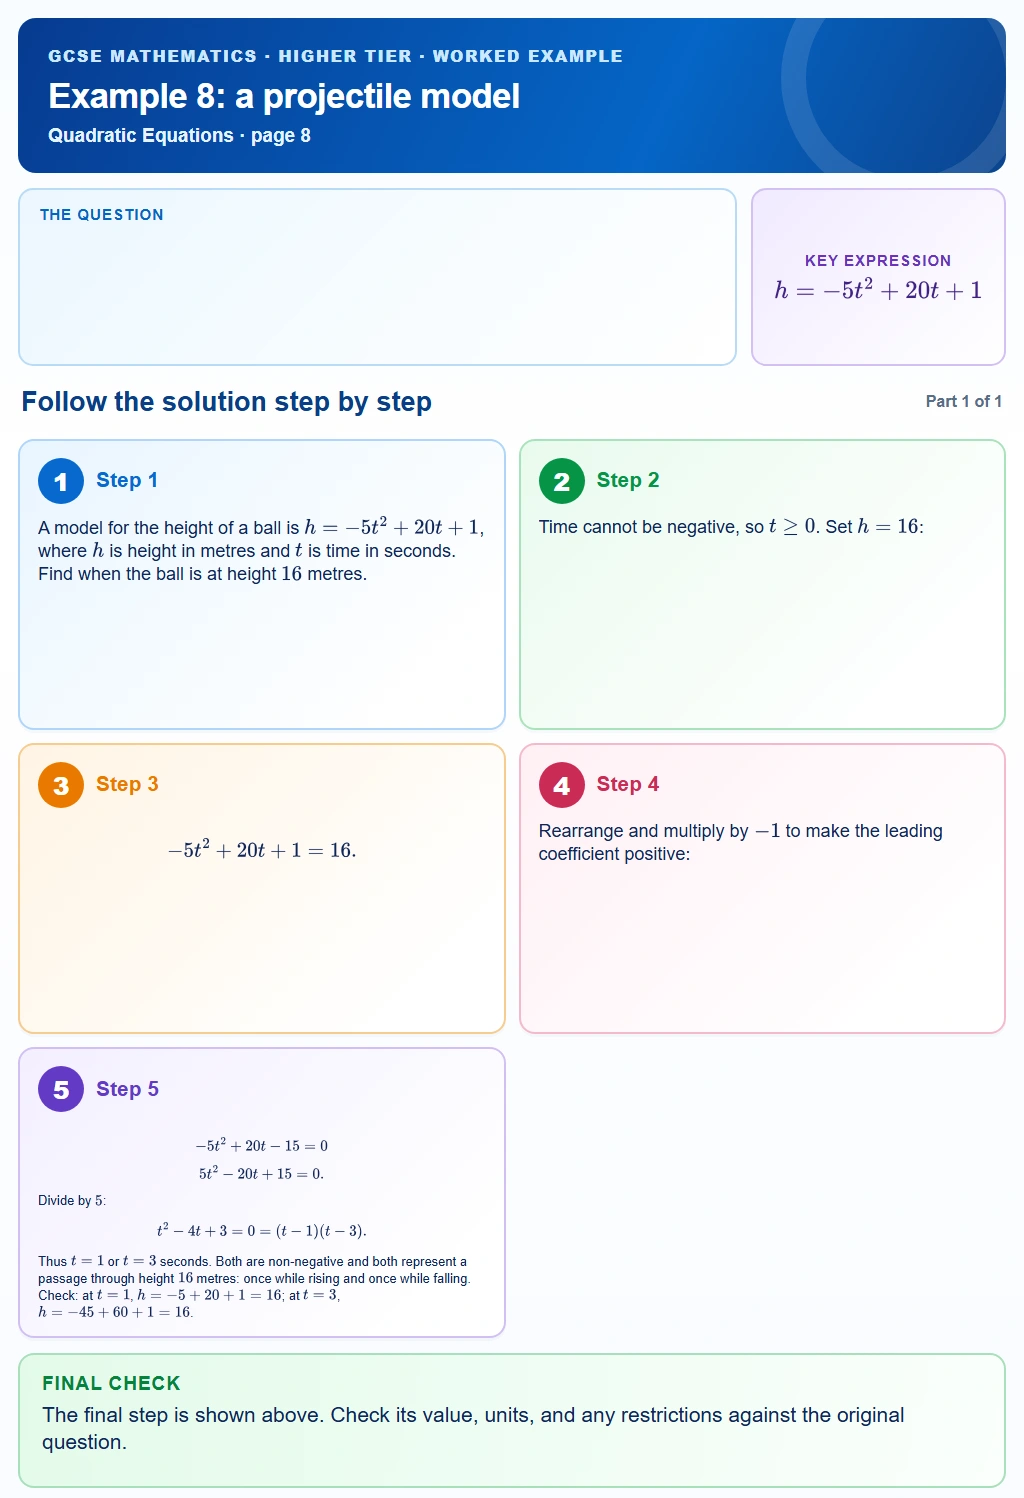 GCSE MATHEMATICS · HIGHER TIER · WORKED EXAMPLE
Example 8: a projectile model
Quadratic Equations · page 8
THE QUESTION
KEY EXPRESSION
h = −5t² + 20t + 1
Follow the solution step by step
Part 1 of 1
1 Step 1
A model for the height of a ball is h = −5t² + 20t + 1,
where h is height in metres and t is time in seconds.
Find when the ball is at height 16 metres.
2 Step 2
Time cannot be negative, so t ≥ 0. Set h = 16:
3 Step 3
−5t² + 20t + 1 = 16.
4 Step 4
Rearrange and multiply by −1 to make the leading
coefficient positive:
5 Step 5
−5t² + 20t − 15 = 0
5t² − 20t + 15 = 0.
Divide by 5:
t² − 4t + 3 = 0 = (t − 1)(t − 3).
Thus t = 1 or t = 3 seconds. Both are non-negative and both represent a
passage through height 16 metres: once while rising and once while falling.
Check: at t = 1, h = −5 + 20 + 1 = 16; at t = 3,
h = −45 + 60 + 1 = 16.
FINAL CHECK
The final step is shown above. Check its value, units, and any restrictions against the original
question.